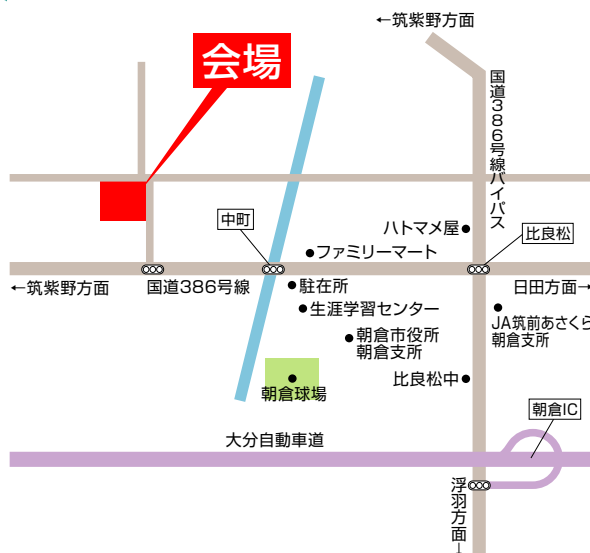 ←筑紫野方面
会場
国道386号線バイパス
中町
ハトマメ屋
比良松
ファミリーマート
←筑紫野方面
国道386号線
駐在所
日田方面→
生涯学習センター
JA筑前あさくら
朝倉支所
朝倉市役所
朝倉支所
比良松中
朝倉球場
朝倉IC
大分自動車道
浮羽方面→